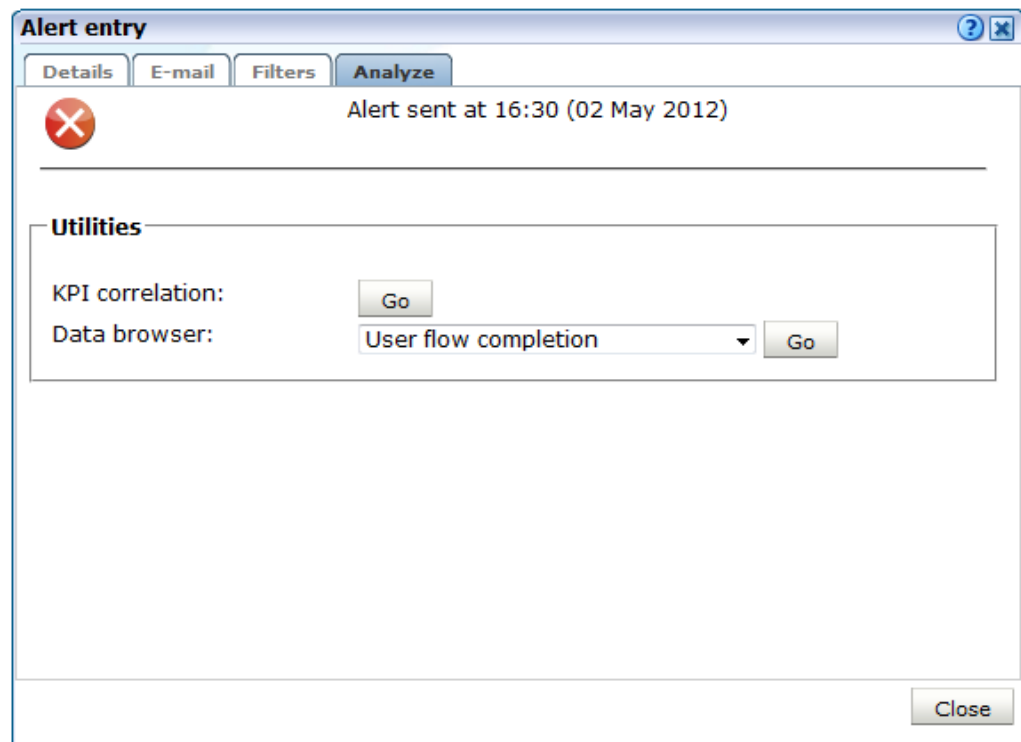 Alert entry
Details E-mail Filters Analyze
Alert sent at 16:30 (02 May 2012)
Utilities
KPI correlation: Go
Data browser: User flow completion Go
Close